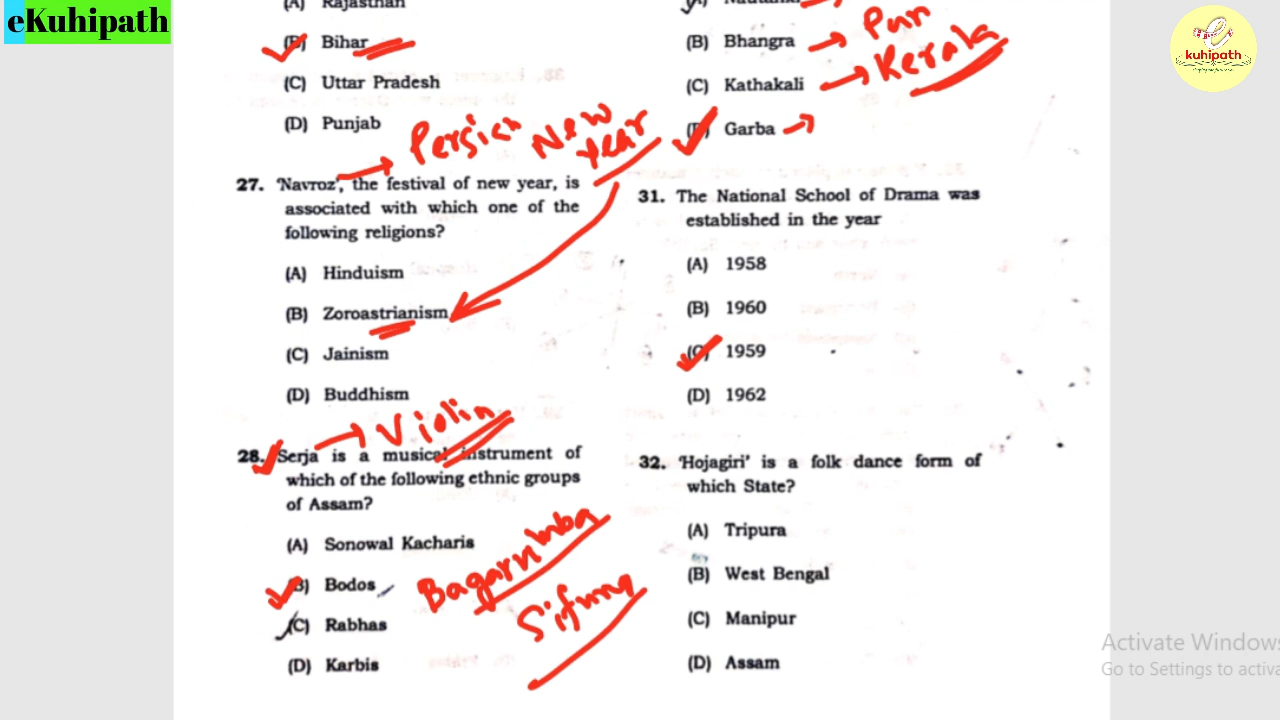 eKuhipath
(A) Rajasthan
(B) Bihar
(C) Uttar Pradesh
(D) Punjab
Persian New
Year
27. 'Navroz', the festival of new year, is
associated with which one of the
following religions?
(A) Hinduism
(B) Zoroastrianism
(C) Jainism
(D) Buddhism
Violin
28. Serja is a musical instrument of
which of the following ethnic groups
of Assam?
(A) Sonowal Kacharis
(B) Bodos
(C) Rabhas
(D) Karbis
Sifung
(B) Bhangra
Pun
(C) Kathakali
Kerala
Garba
31. The National School of Drama was
established in the year
(A) 1958
(B) 1960
(C) 1959
(D) 1962
32. 'Hojagiri' is a folk dance form of
which State?
(A) Tripura
(B) West Bengal
(C) Manipur
(D) Assam
kuhipath
Activate Windows
Go to Settings to activa